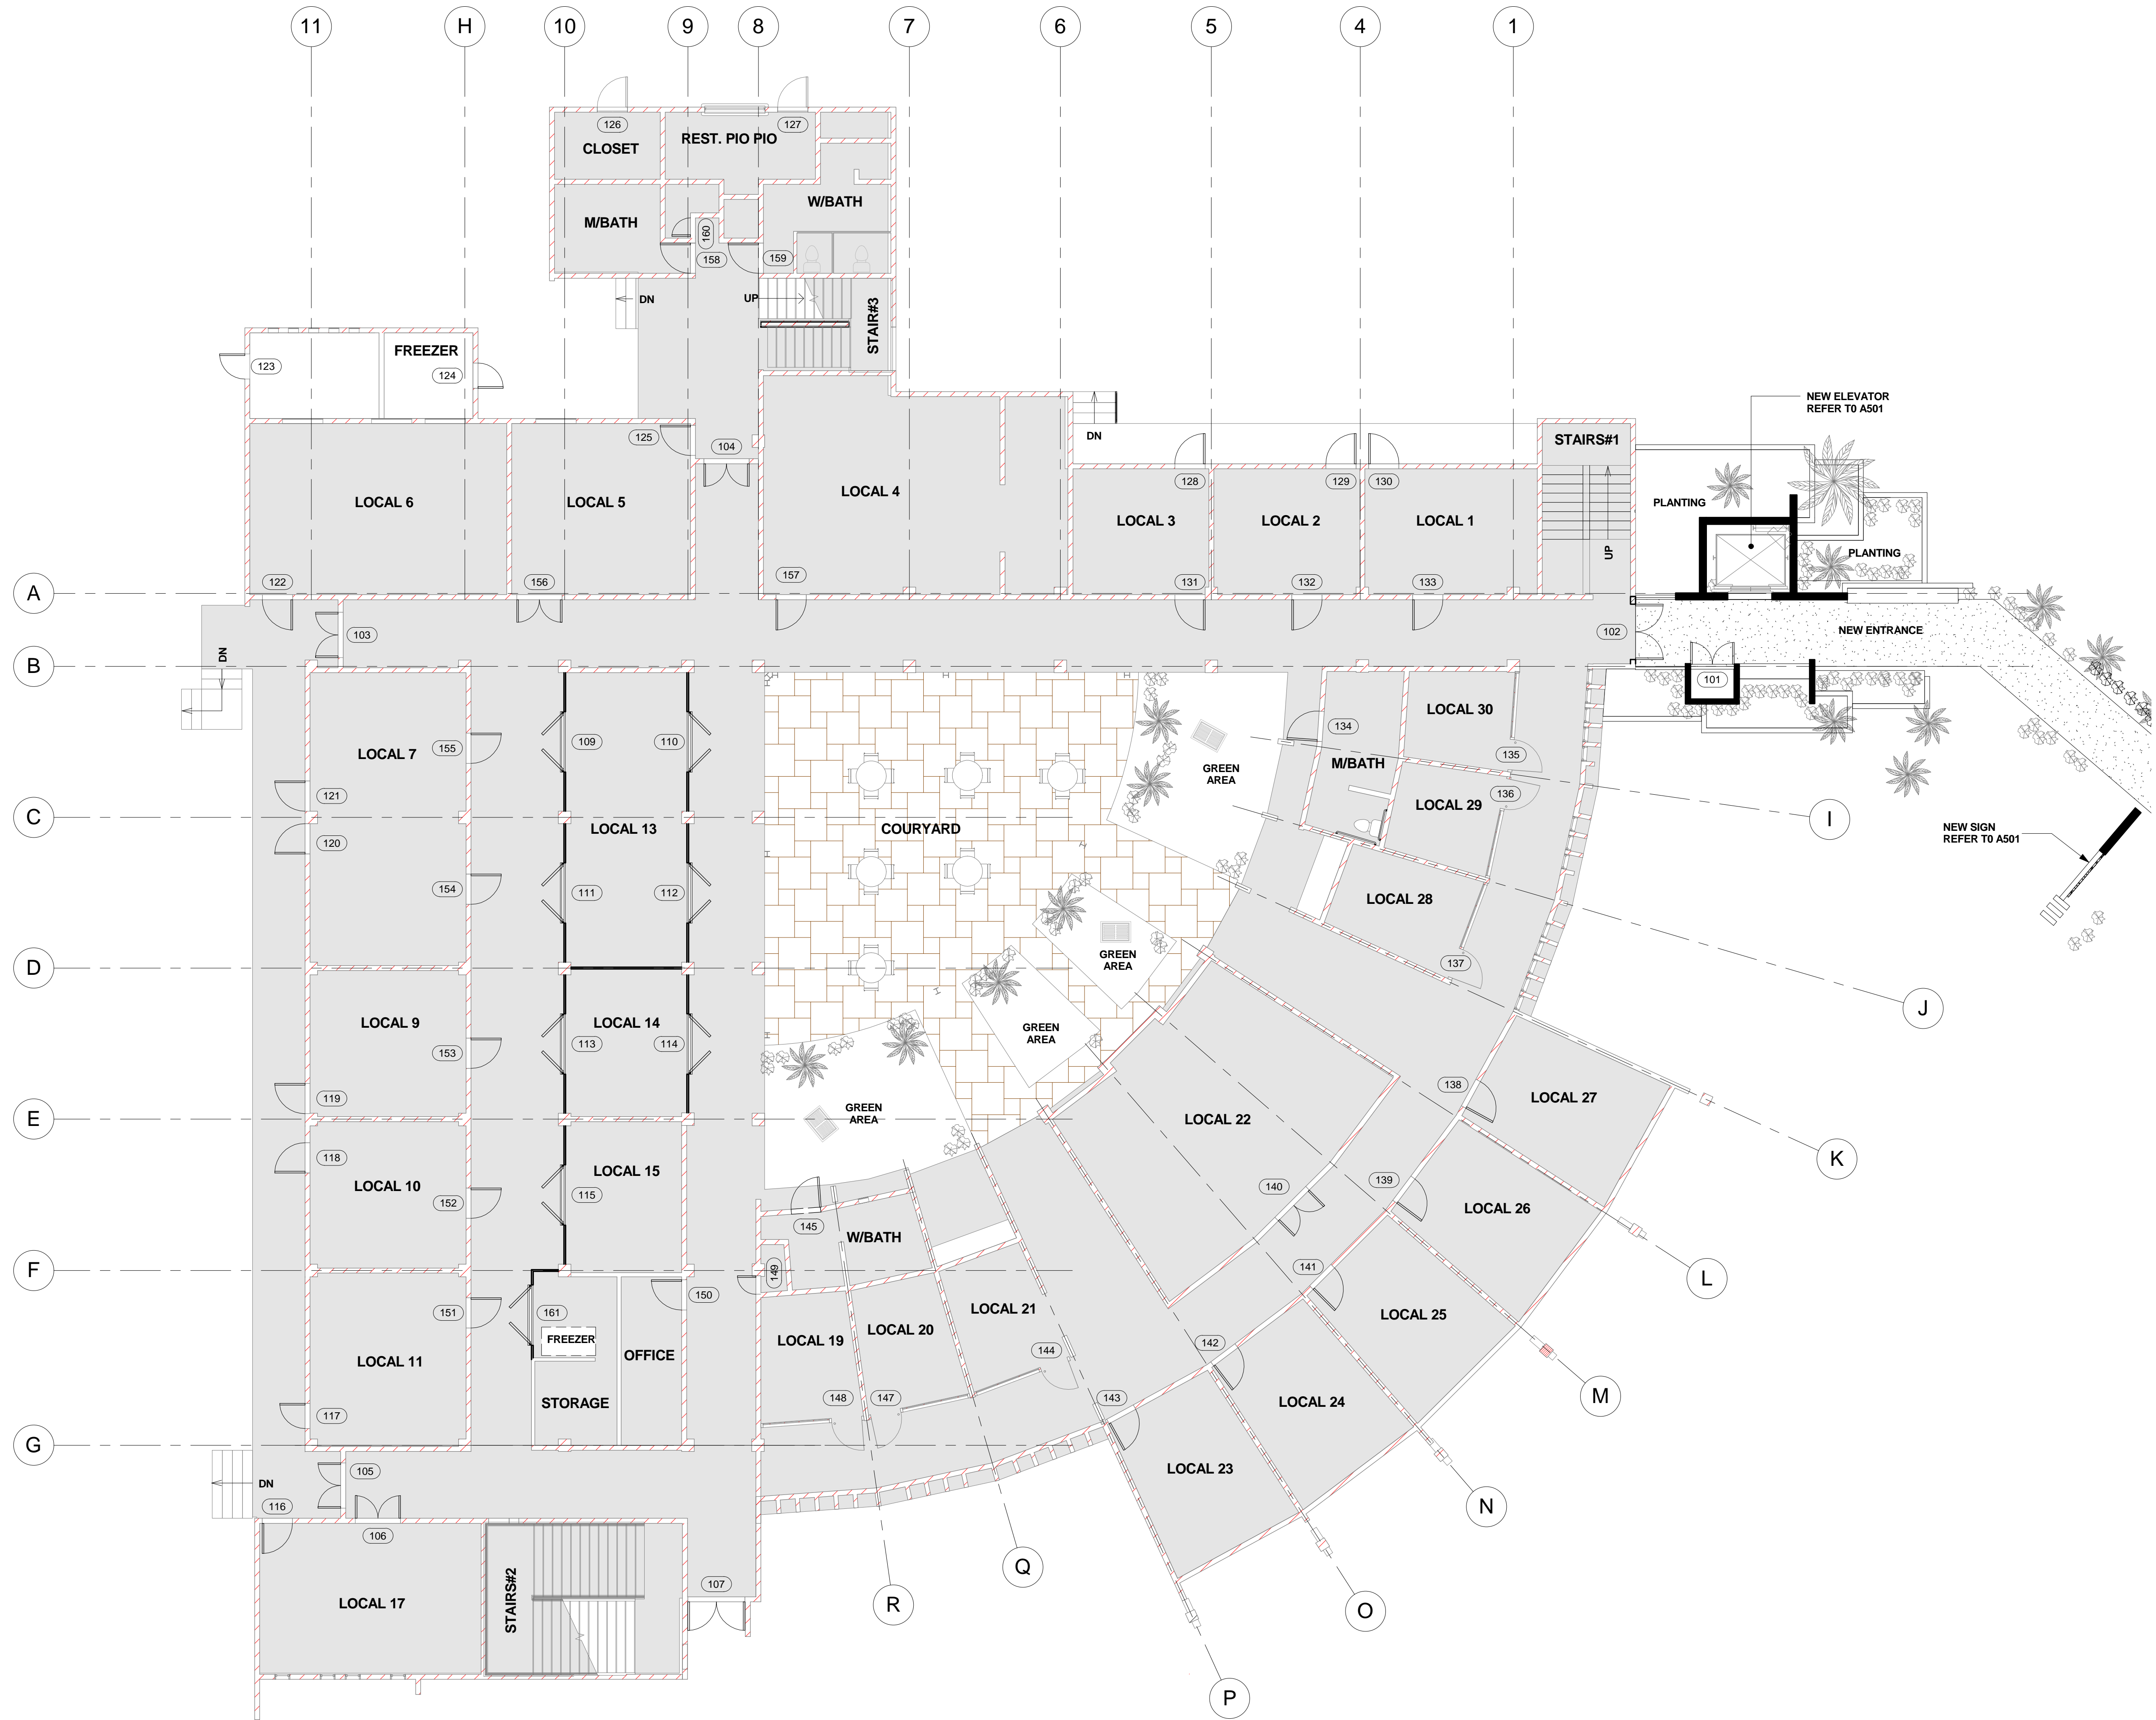 11
H
10
9
8
7
6
5
4
1
126
CLOSET
REST. PIO PIO
127
M/BATH
W/BATH
160
158
159
DN
UP
STAIR#3
123
FREEZER
124
NEW ELEVATOR
REFER T0 A501
125
104
DN
STAIRS#1
128
129
130
LOCAL 6
LOCAL 5
LOCAL 4
LOCAL 3
LOCAL 2
LOCAL 1
PLANTING
PLANTING
UP
122
156
157
131
132
133
A
103
102
NEW ENTRANCE
DN
B
101
LOCAL 7
155
109
110
134
LOCAL 30
135
M/BATH
GREEN
AREA
121
136
LOCAL 29
C
LOCAL 13
COURYARD
I
120
NEW SIGN
REFER T0 A501
154
111
112
LOCAL 28
D
GREEN
AREA
137
J
LOCAL 9
LOCAL 14
GREEN
AREA
153
113
114
119
138
LOCAL 27
E
GREEN
AREA
LOCAL 22
118
K
LOCAL 10
LOCAL 15
152
115
140
139
LOCAL 26
145
W/BATH
F
149
141
L
151
161
150
LOCAL 21
LOCAL 25
FREEZER
LOCAL 19
LOCAL 20
LOCAL 11
OFFICE
144
142
M
STORAGE
148
147
143
LOCAL 24
117
G
105
LOCAL 23
DN
116
N
106
Q
107
R
O
LOCAL 17
STAIRS#2
P